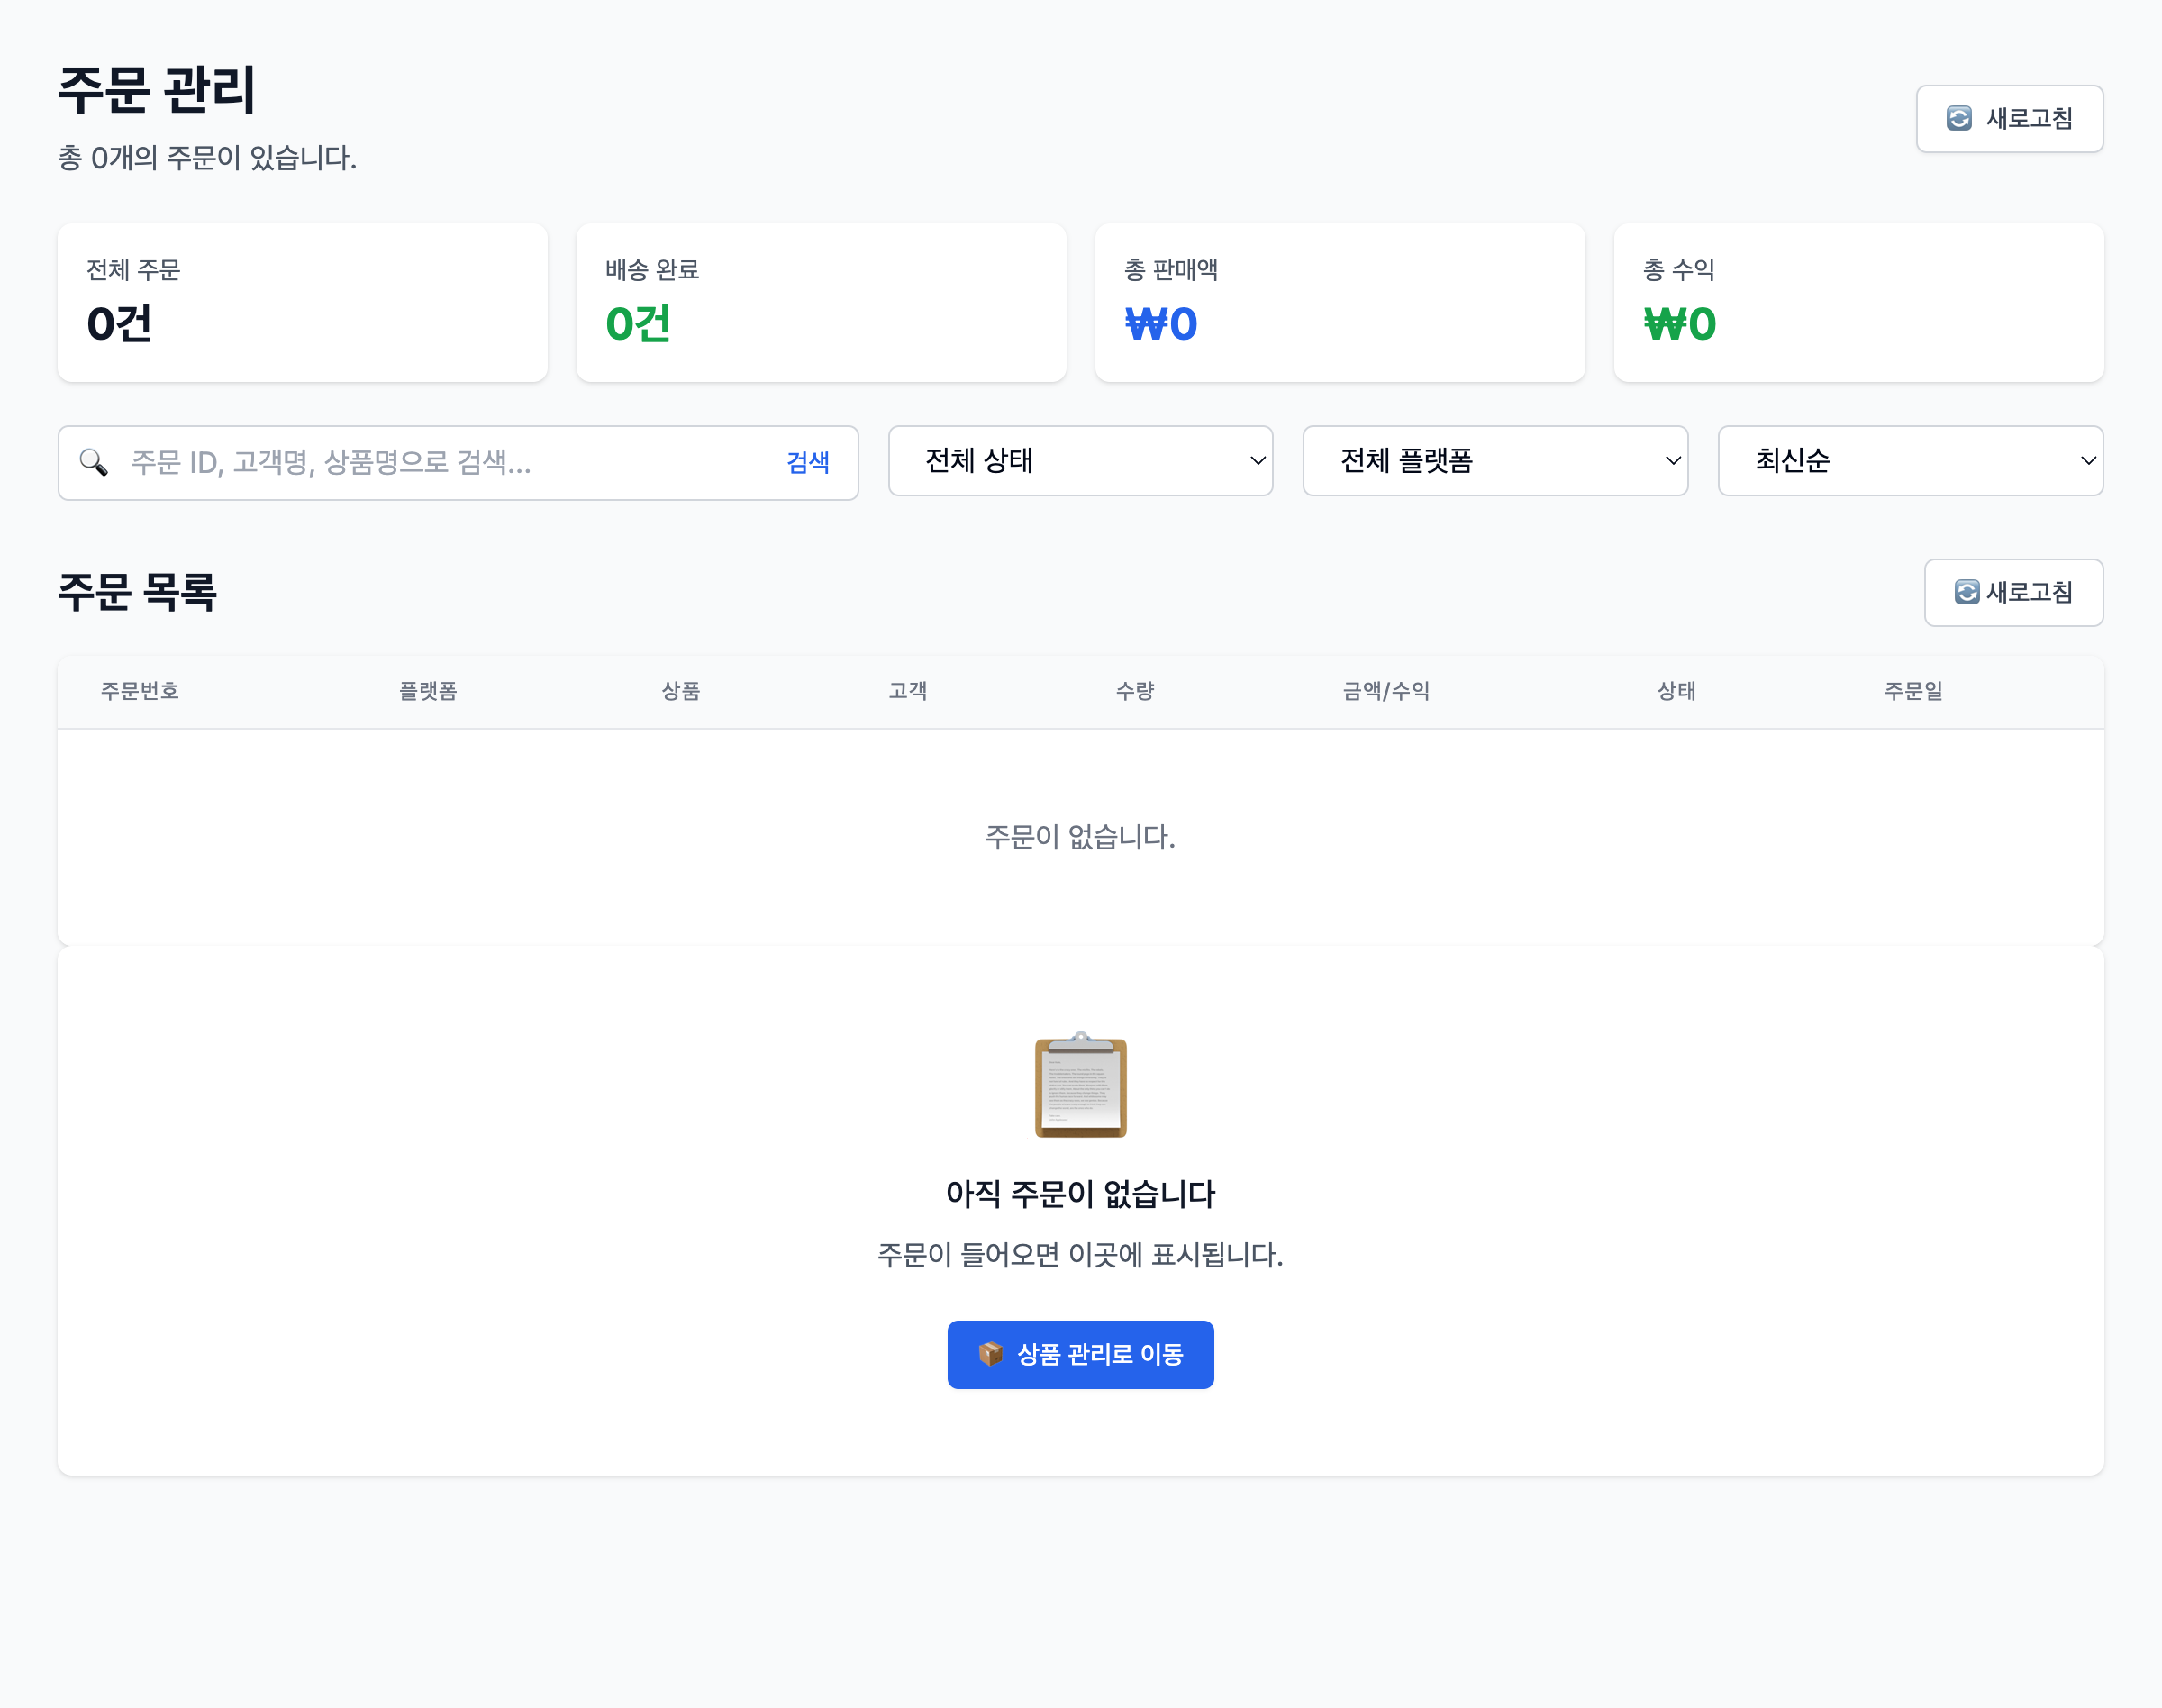 주문 관리
총 0개의 주문이 있습니다.
새로고침
전체 주문
0건
배송 완료
0건
총 판매액
₩0
총 수익
₩0
주문 ID, 고객명, 상품명으로 검색...
검색
전체 상태
전체 플랫폼
최신순
주문 목록
새로고침
주문번호 플랫폼 상품 고객 수량 금액/수익 상태 주문일
주문이 없습니다.
아직 주문이 없습니다
주문이 들어오면 이곳에 표시됩니다.
상품 관리로 이동